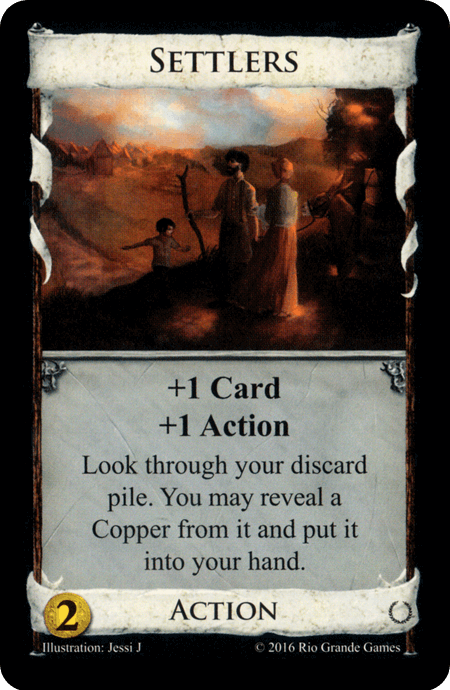 SETTLERS
+1 Card
+1 Action
Look through your discard
pile. You may reveal a
Copper from it and put it
into your hand.
2
ACTION
Illustration: Jessi J
© 2016 Rio Grande Games